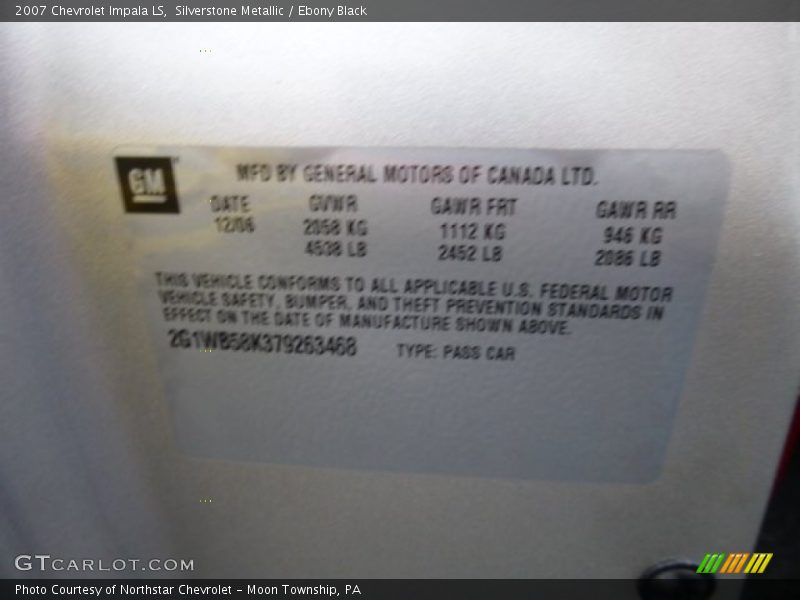 2007 Chevrolet Impala LS,  Silverstone Metallic / Ebony Black
GM
MFD BY GENERAL MOTORS OF CANADA LTD.
DATE GVWR GAWR FRT GAWR RR
12/06 2058 KG 1112 KG 946 KG
4538 LB 2452 LB 2086 LB
THIS VEHICLE CONFORMS TO ALL APPLICABLE U.S. FEDERAL MOTOR
VEHICLE SAFETY, BUMPER, AND THEFT PREVENTION STANDARDS IN
EFFECT ON THE DATE OF MANUFACTURE SHOWN ABOVE.
2G1WB58K379263468 TYPE: PASS CAR
GTCARLOT.COM
Photo Courtesy of Northstar Chevrolet - Moon Township, PA